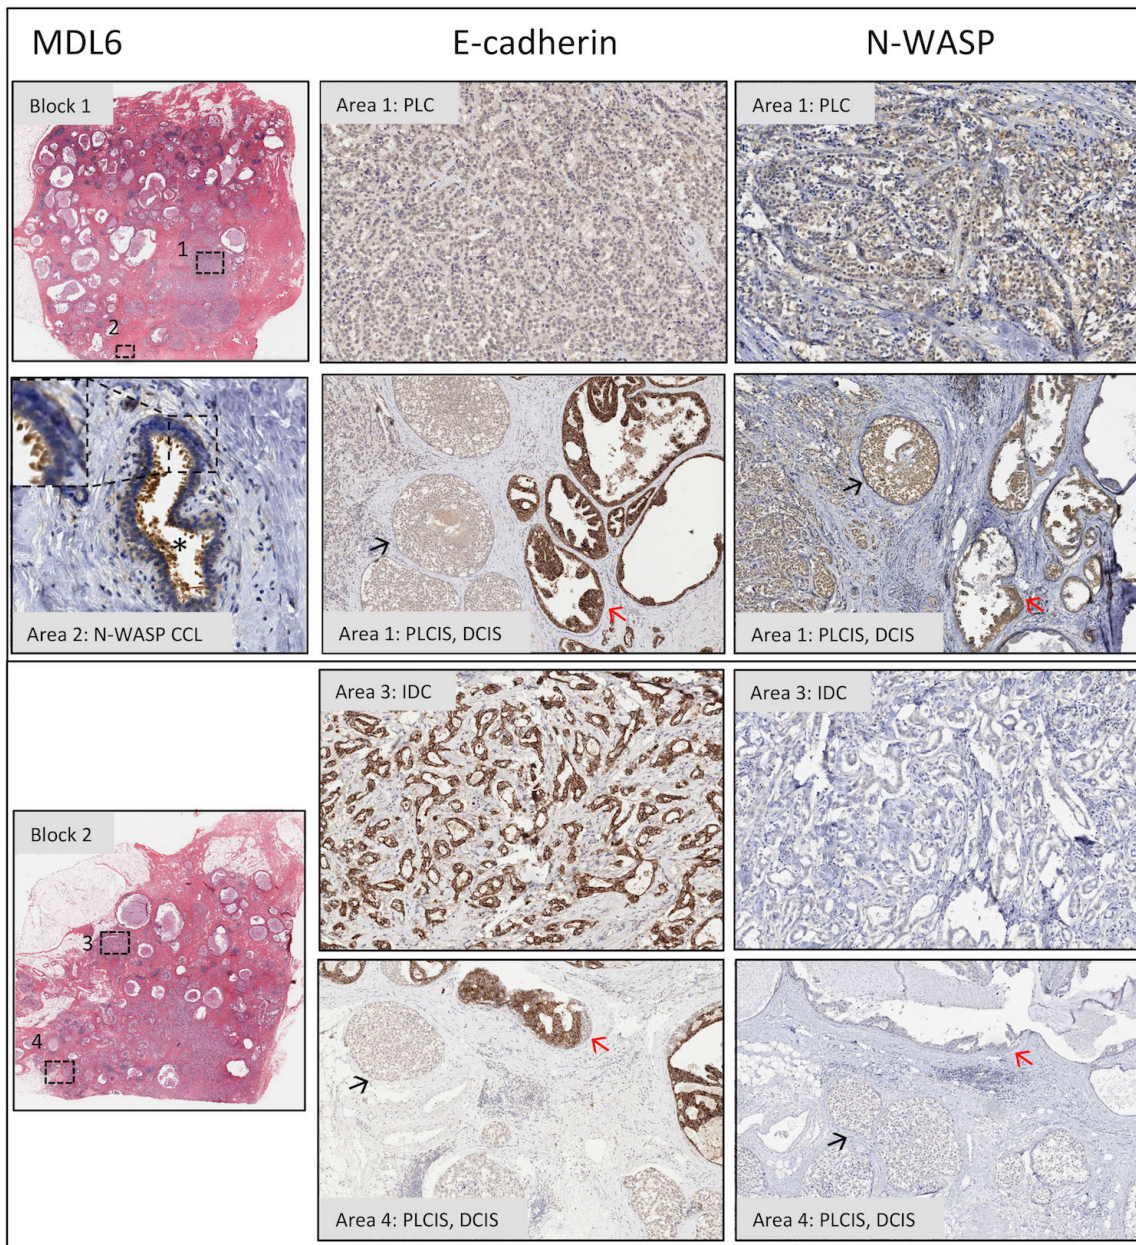 MDL6 E-cadherin N-WASP
Block 1
Area 1: PLC
Area 1: PLC
1
2
*
Area 2: N-WASP CCL
Area 1: PLCIS, DCIS
Area 1: PLCIS, DCIS
Area 3: IDC
Area 3: IDC
Block 2
3
4
Area 4: PLCIS, DCIS
Area 4: PLCIS, DCIS